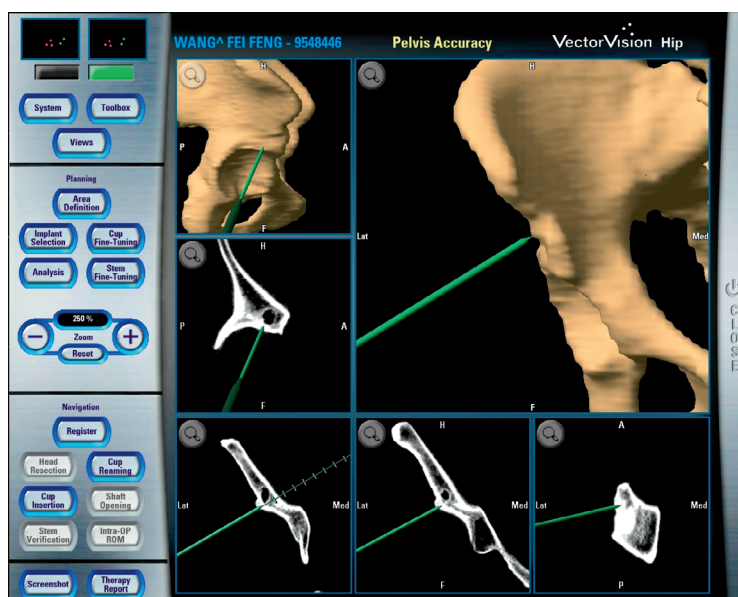 WANG^ FEI FENG - 9548446
Pelvis Accuracy
VectorVision Hip
System
Toolbox
Views
Planning
Area
Definition
Implant
Selection
Cup
Fine-Tuning
Analysis
Stem
Fine-Tuning
250 %
Zoom
Reset
Navigation
Register
Head
Resection
Cup
Reaming
Cup
Insertion
Shaft
Opening
Stem
Verification
Intra-OP
ROM
Screenshot
Therapy
Report
H
P
A
F
H
Lat
Med
F
H
P
A
F
Lat
Med
H
Lat
Med
F
A
Lat
Med
P
CLOSE